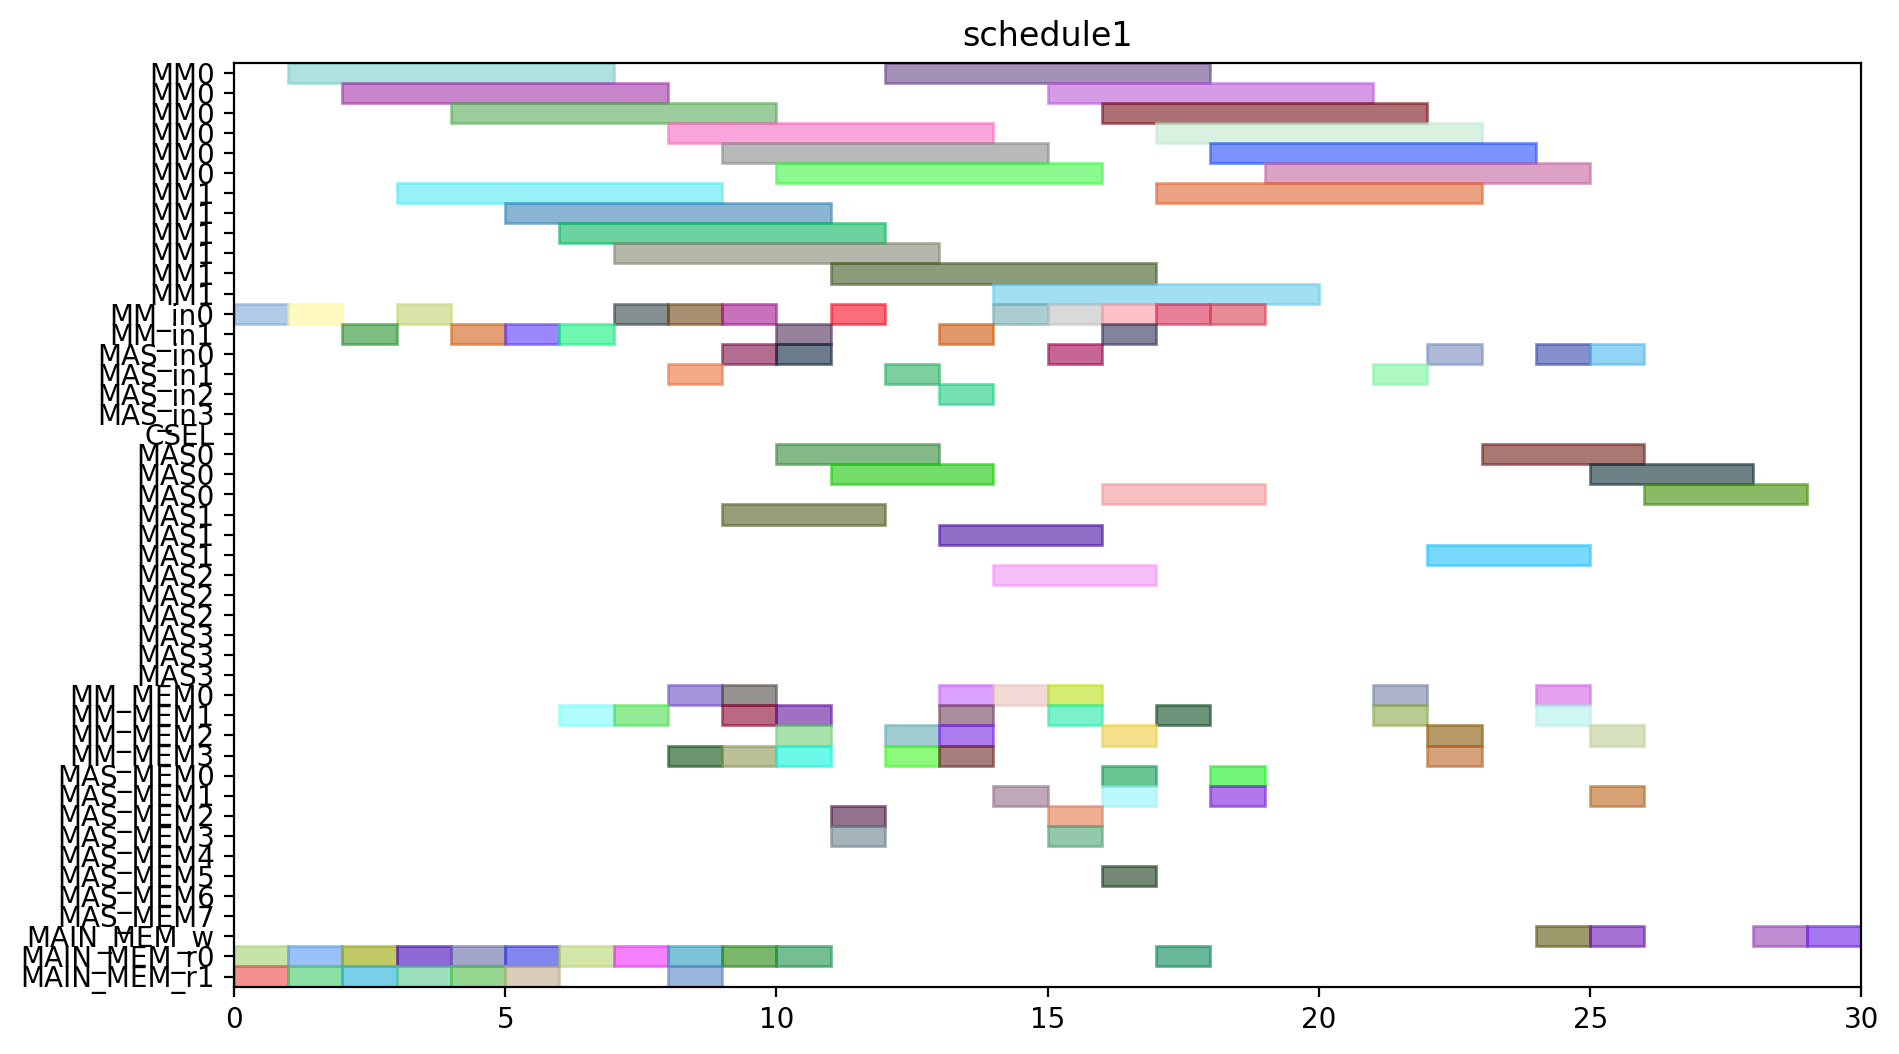 schedule1
MM0
MM0
MM0
MM0
MM0
MM0
MM1
MM1
MM1
MM1
MM1
MM1
MM_in0
MM_in1
MAS_in0
MAS_in1
MAS_in2
MAS_in3
CSEL
MAS0
MAS0
MAS0
MAS1
MAS1
MAS1
MAS2
MAS2
MAS2
MAS3
MAS3
MAS3
MM_MEM0
MM_MEM1
MM_MEM2
MM_MEM3
MAS_MEM0
MAS_MEM1
MAS_MEM2
MAS_MEM3
MAS_MEM4
MAS_MEM5
MAS_MEM6
MAS_MEM7
MAIN_MEM_w
MAIN_MEM_r0
MAIN_MEM_r1
0 5 10 15 20 25 30